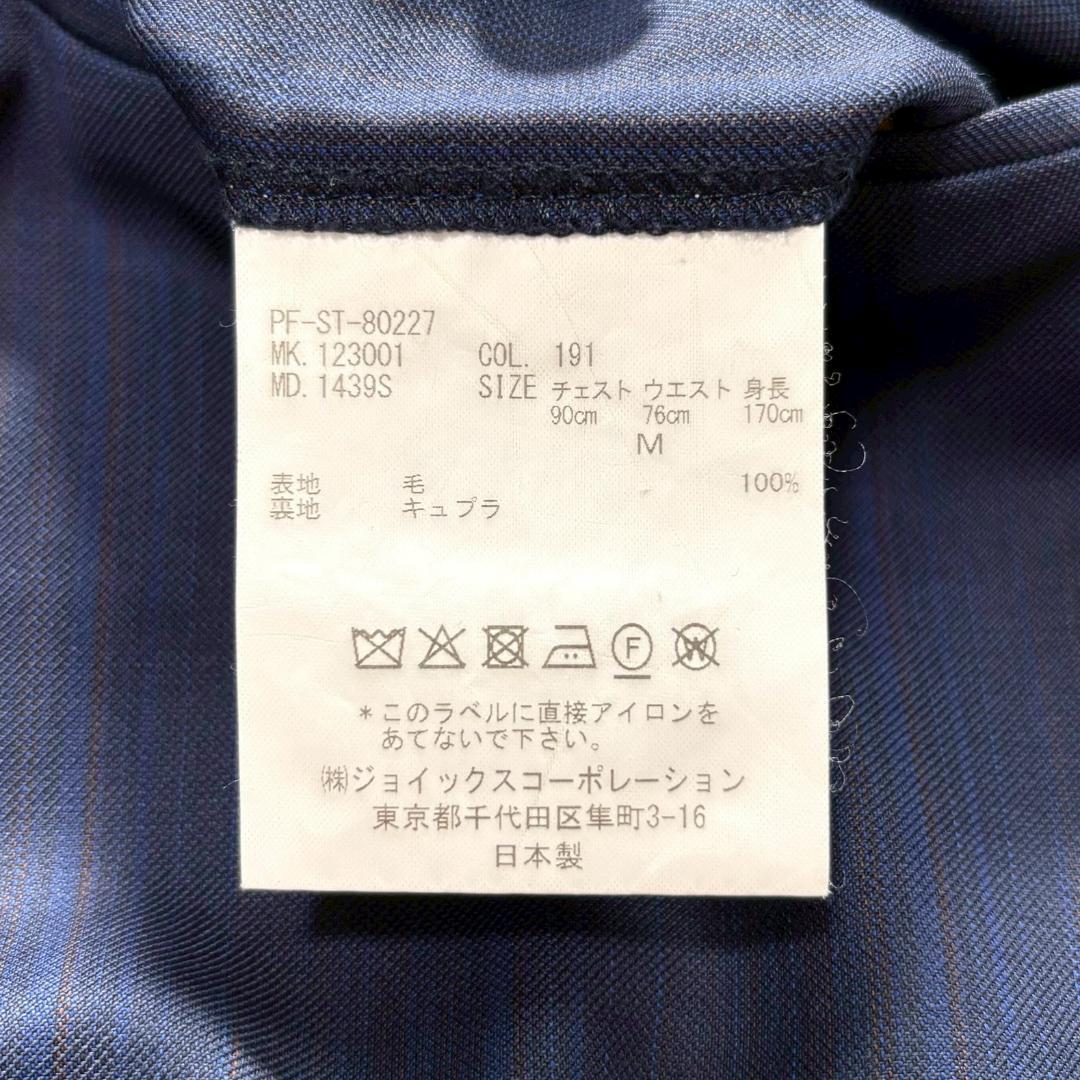 PF-ST-80227
MK. 123001 COL. 191
MD. 1439S SIZE チェスト ウエスト 身長
90cm 76cm 170cm
M
表地 毛 100%
裏地 キュプラ
F W
*このラベルに直接アイロンを
あてないで下さい。
㈱ジョイックスコーポレーション
東京都千代田区隼町3-16
日本製